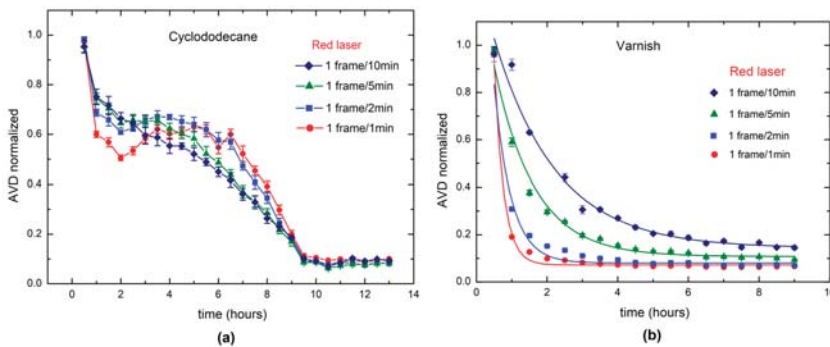 Cyclododecane
Red laser
1 frame/10min
1 frame/5min
1 frame/2min
1 frame/1min
AVD normalized
1.0
0.8
0.6
0.4
0.2
0.0
0
2
4
6
8
10
12
14
time (hours)
(a)
Varnish
Red laser
1 frame/10min
1 frame/5min
1 frame/2min
1 frame/1min
AVD normalized
1.0
0.8
0.6
0.4
0.2
0.0
0
2
4
6
8
10
time (hours)
(b)